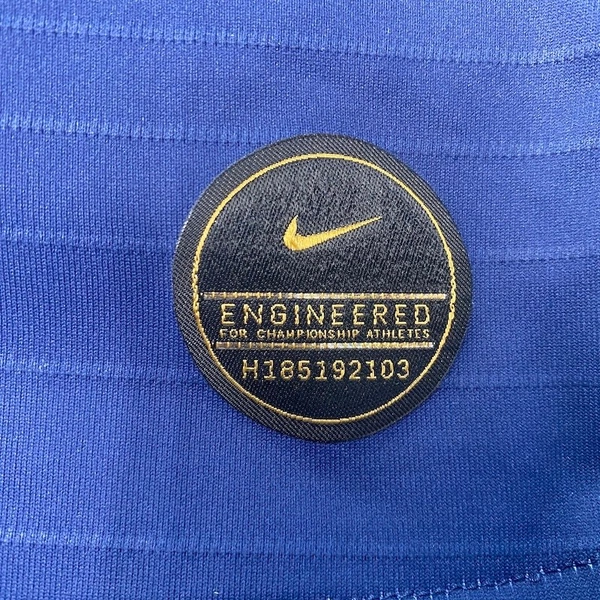 ENGINEERED
FOR CHAMPIONSHIP ATHLETES
H185192103